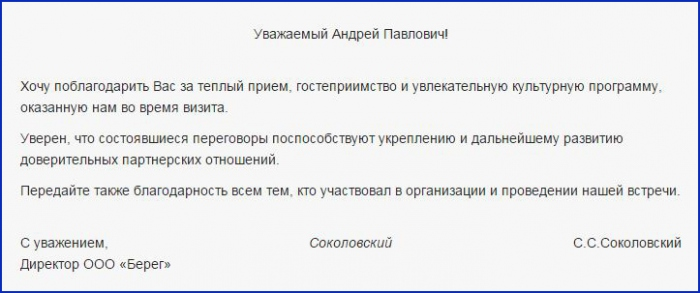 Уважаемый Андрей Павлович!
Хочу поблагодарить Вас за теплый прием, гостеприимство и увлекательную культурную программу,
оказанную нам во время визита.
Уверен, что состоявшиеся переговоры поспособствуют укреплению и дальнейшему развитию
доверительных партнерских отношений.
Передайте также благодарность всем тем, кто участвовал в организации и проведении нашей встречи.
С уважением, Соколовский С.С.Соколовский
Директор ООО «Берег»